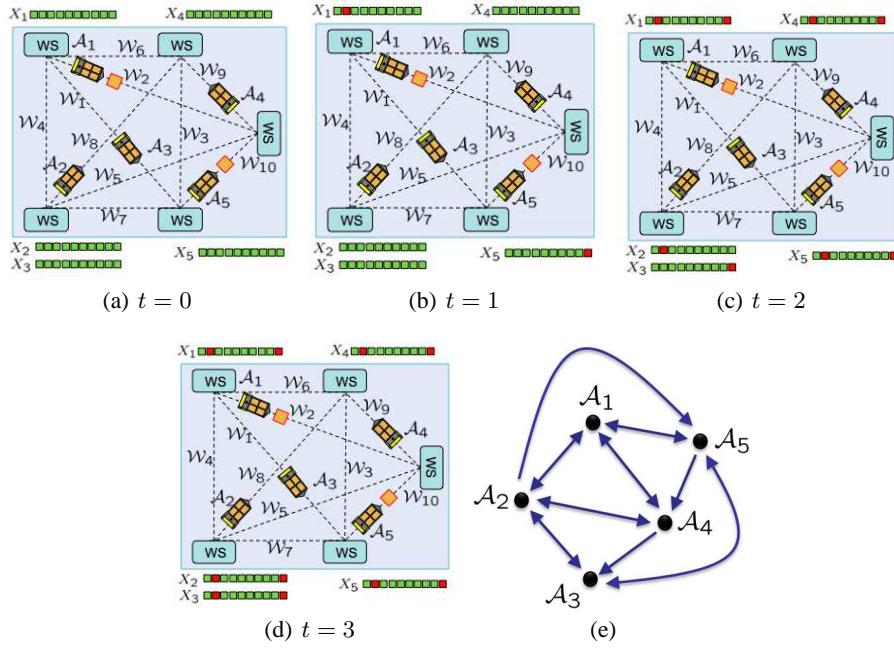 X₁ X₄
WS 𝒜₁ 𝒲₆ WS
𝒲₂ 𝒲₉
𝒲₁ 𝒜₄
𝒲₄ WS
𝒲₈ 𝒜₃ 𝒲₃
𝒜₂ 𝒲₁₀
𝒲₅ 𝒜₅
WS 𝒲₇ WS
X₂ X₅
X₃
(a) t = 0
X₁ X₄
WS 𝒜₁ 𝒲₆ WS
𝒲₂ 𝒲₉
𝒲₁ 𝒜₄
𝒲₄ WS
𝒲₈ 𝒜₃ 𝒲₃
𝒜₂ 𝒲₁₀
𝒲₅ 𝒜₅
WS 𝒲₇ WS
X₂ X₅
X₃
(b) t = 1
X₁ X₄
WS 𝒜₁ 𝒲₆ WS
𝒲₂ 𝒲₉
𝒲₁ 𝒜₄
𝒲₄ WS
𝒲₈ 𝒜₃ 𝒲₃
𝒜₂ 𝒲₁₀
𝒲₅ 𝒜₅
WS 𝒲₇ WS
X₂ X₅
X₃
(c) t = 2
X₁ X₄
WS 𝒜₁ 𝒲₆ WS
𝒲₂ 𝒲₉
𝒲₁ 𝒜₄
𝒲₄ WS
𝒲₈ 𝒜₃ 𝒲₃
𝒜₂ 𝒲₁₀
𝒲₅ 𝒜₅
WS 𝒲₇ WS
X₂ X₅
X₃
(d) t = 3
𝒜₁
𝒜₅
𝒜₂
𝒜₄
𝒜₃
(e)